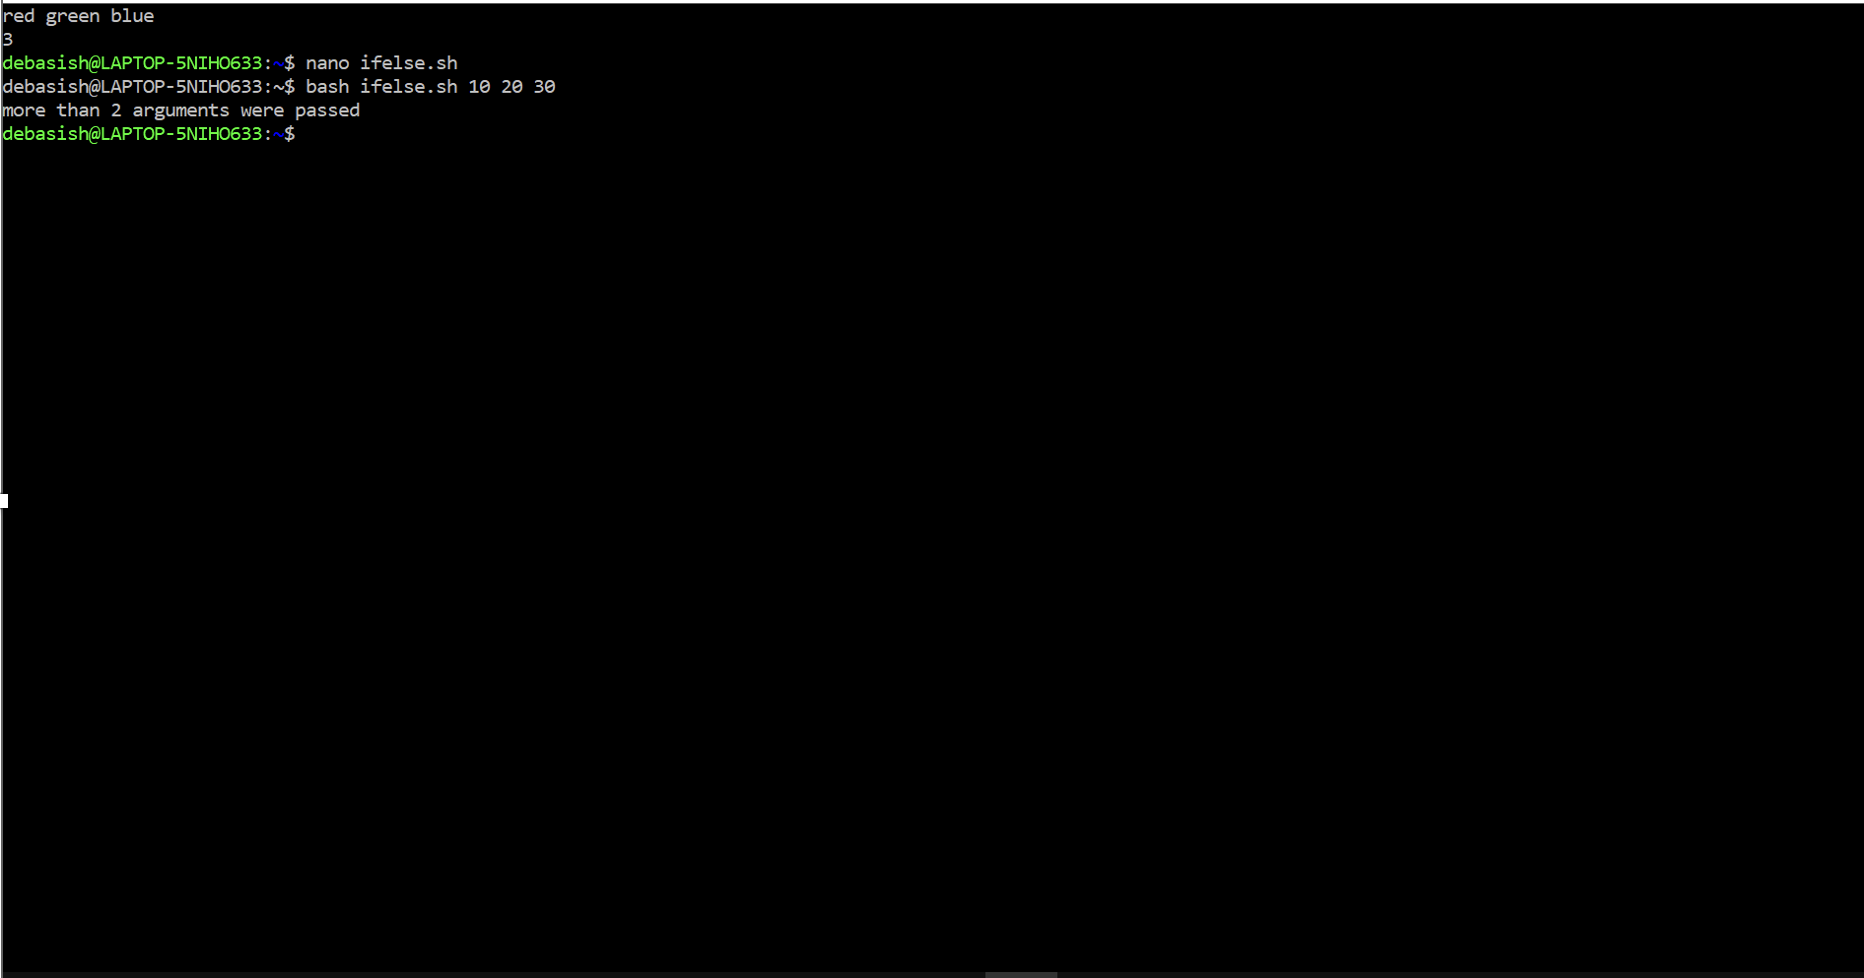 red green blue
3
debasish@LAPTOP-5NIHO633:~$ nano ifelse.sh
debasish@LAPTOP-5NIHO633:~$ bash ifelse.sh 10 20 30
more than 2 arguments were passed
debasish@LAPTOP-5NIHO633:~$